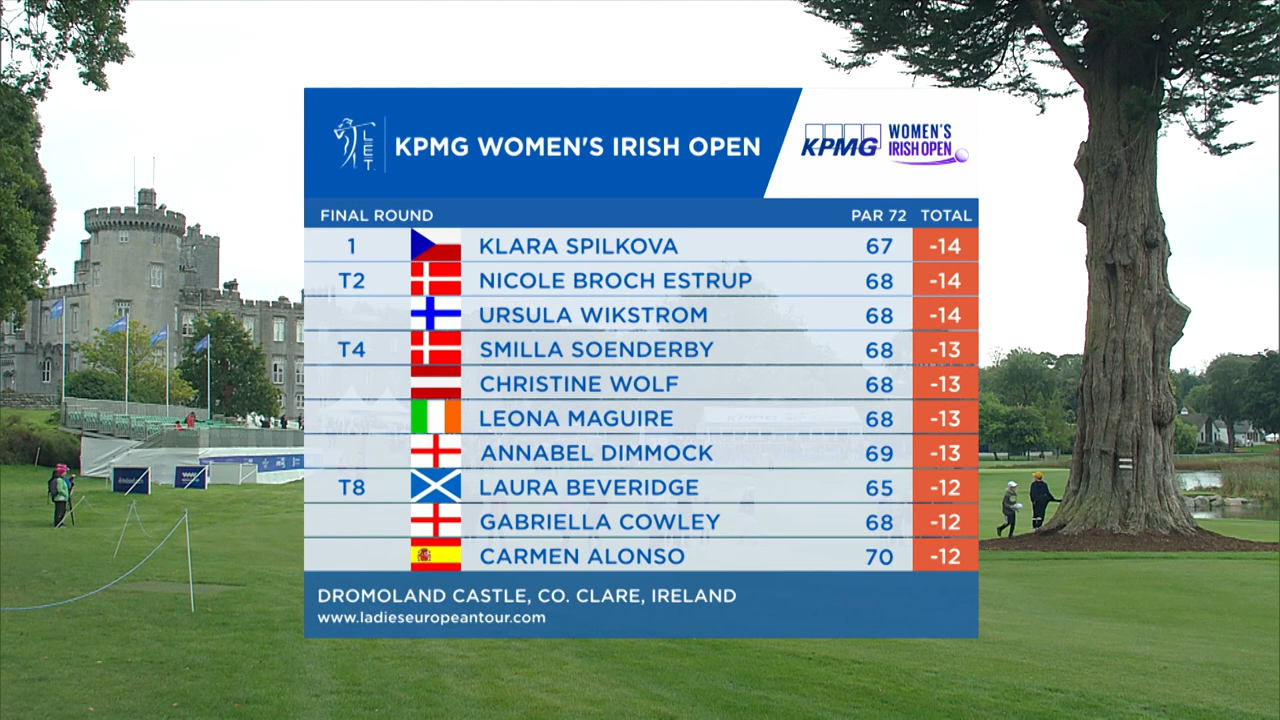 LET
KPMG WOMEN'S IRISH OPEN
KPMG
WOMEN'S
IRISH OPEN
FINAL ROUND PAR 72 TOTAL
1 KLARA SPILKOVA 67 -14
T2 NICOLE BROCH ESTRUP 68 -14
URSULA WIKSTROM 68 -14
T4 SMILLA SOENDERBY 68 -13
CHRISTINE WOLF 68 -13
LEONA MAGUIRE 68 -13
ANNABEL DIMMOCK 69 -13
T8 LAURA BEVERIDGE 65 -12
GABRIELLA COWLEY 68 -12
CARMEN ALONSO 70 -12
DROMOLAND CASTLE, CO. CLARE, IRELAND
www.ladieseuropeantour.com